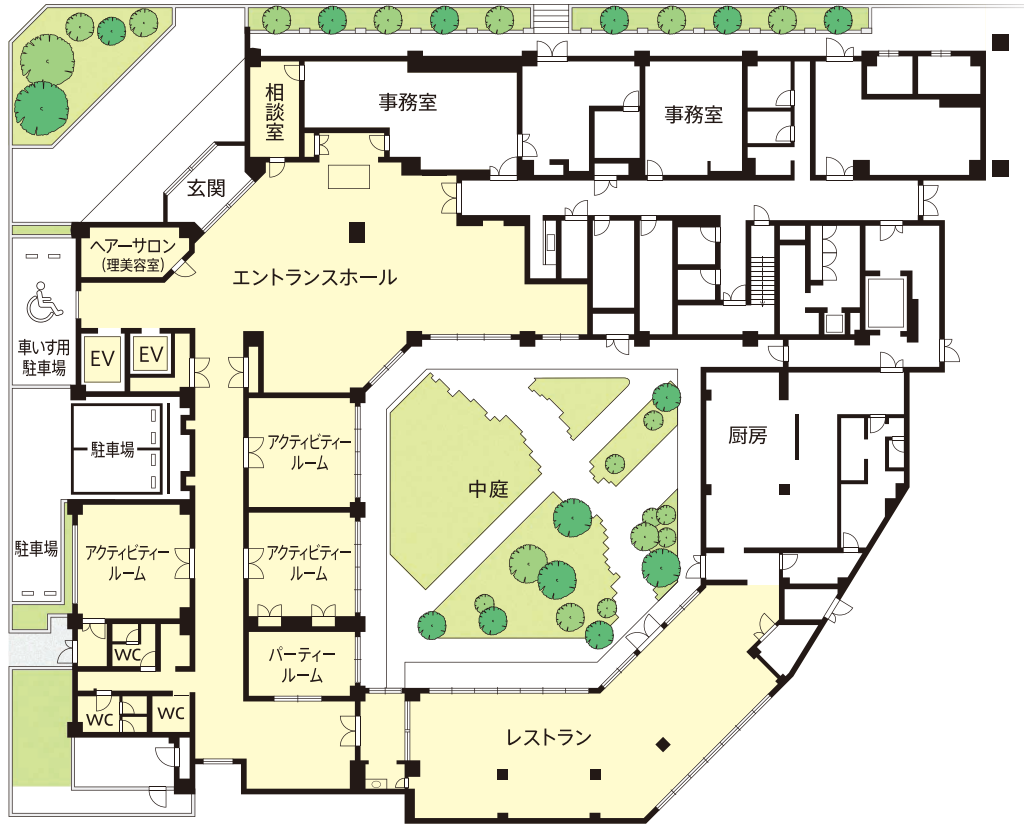 相談室
事務室
事務室
玄関
ヘアーサロン
(理美容室)
エントランスホール
車いす用
駐車場
EV
EV
駐車場
アクティビティー
ルーム
厨房
中庭
駐車場
アクティビティー
ルーム
アクティビティー
ルーム
WC
パーティー
ルーム
WC
WC
レストラン